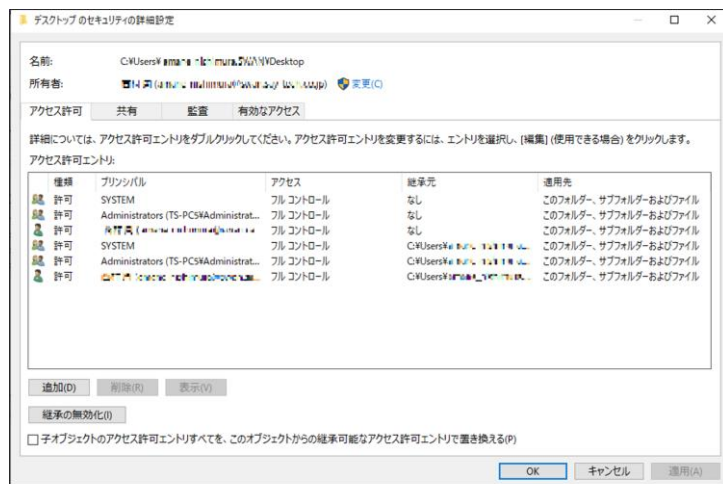 デスクトップ のセキュリティの詳細設定
名前: C:¥Users¥ ¥Desktop
所有者: 変更(C)
アクセス許可 共有 監査 有効なアクセス
詳細については、アクセス許可エントリをダブルクリックしてください。アクセス許可エントリを変更するには、エントリを選択し、[編集] (使用できる場合) をクリックします。
アクセス許可エントリ:
種類 プリンシパル アクセス 継承元 適用先
許可 SYSTEM フル コントロール なし このフォルダー、サブフォルダーおよびファイル
許可 Administrators (TS-PC5¥Administrat... フル コントロール なし このフォルダー、サブフォルダーおよびファイル
許可 フル コントロール なし このフォルダー、サブフォルダーおよびファイル
許可 SYSTEM フル コントロール C:¥Users¥ このフォルダー、サブフォルダーおよびファイル
許可 Administrators (TS-PC5¥Administrat... フル コントロール C:¥Users¥ このフォルダー、サブフォルダーおよびファイル
許可 フル コントロール C:¥Users¥ このフォルダー、サブフォルダーおよびファイル
追加(D) 削除(R) 表示(V)
継承の無効化(I)
子オブジェクトのアクセス許可エントリすべてを、このオブジェクトからの継承可能なアクセス許可エントリで置き換える(P)
OK キャンセル 適用(A)